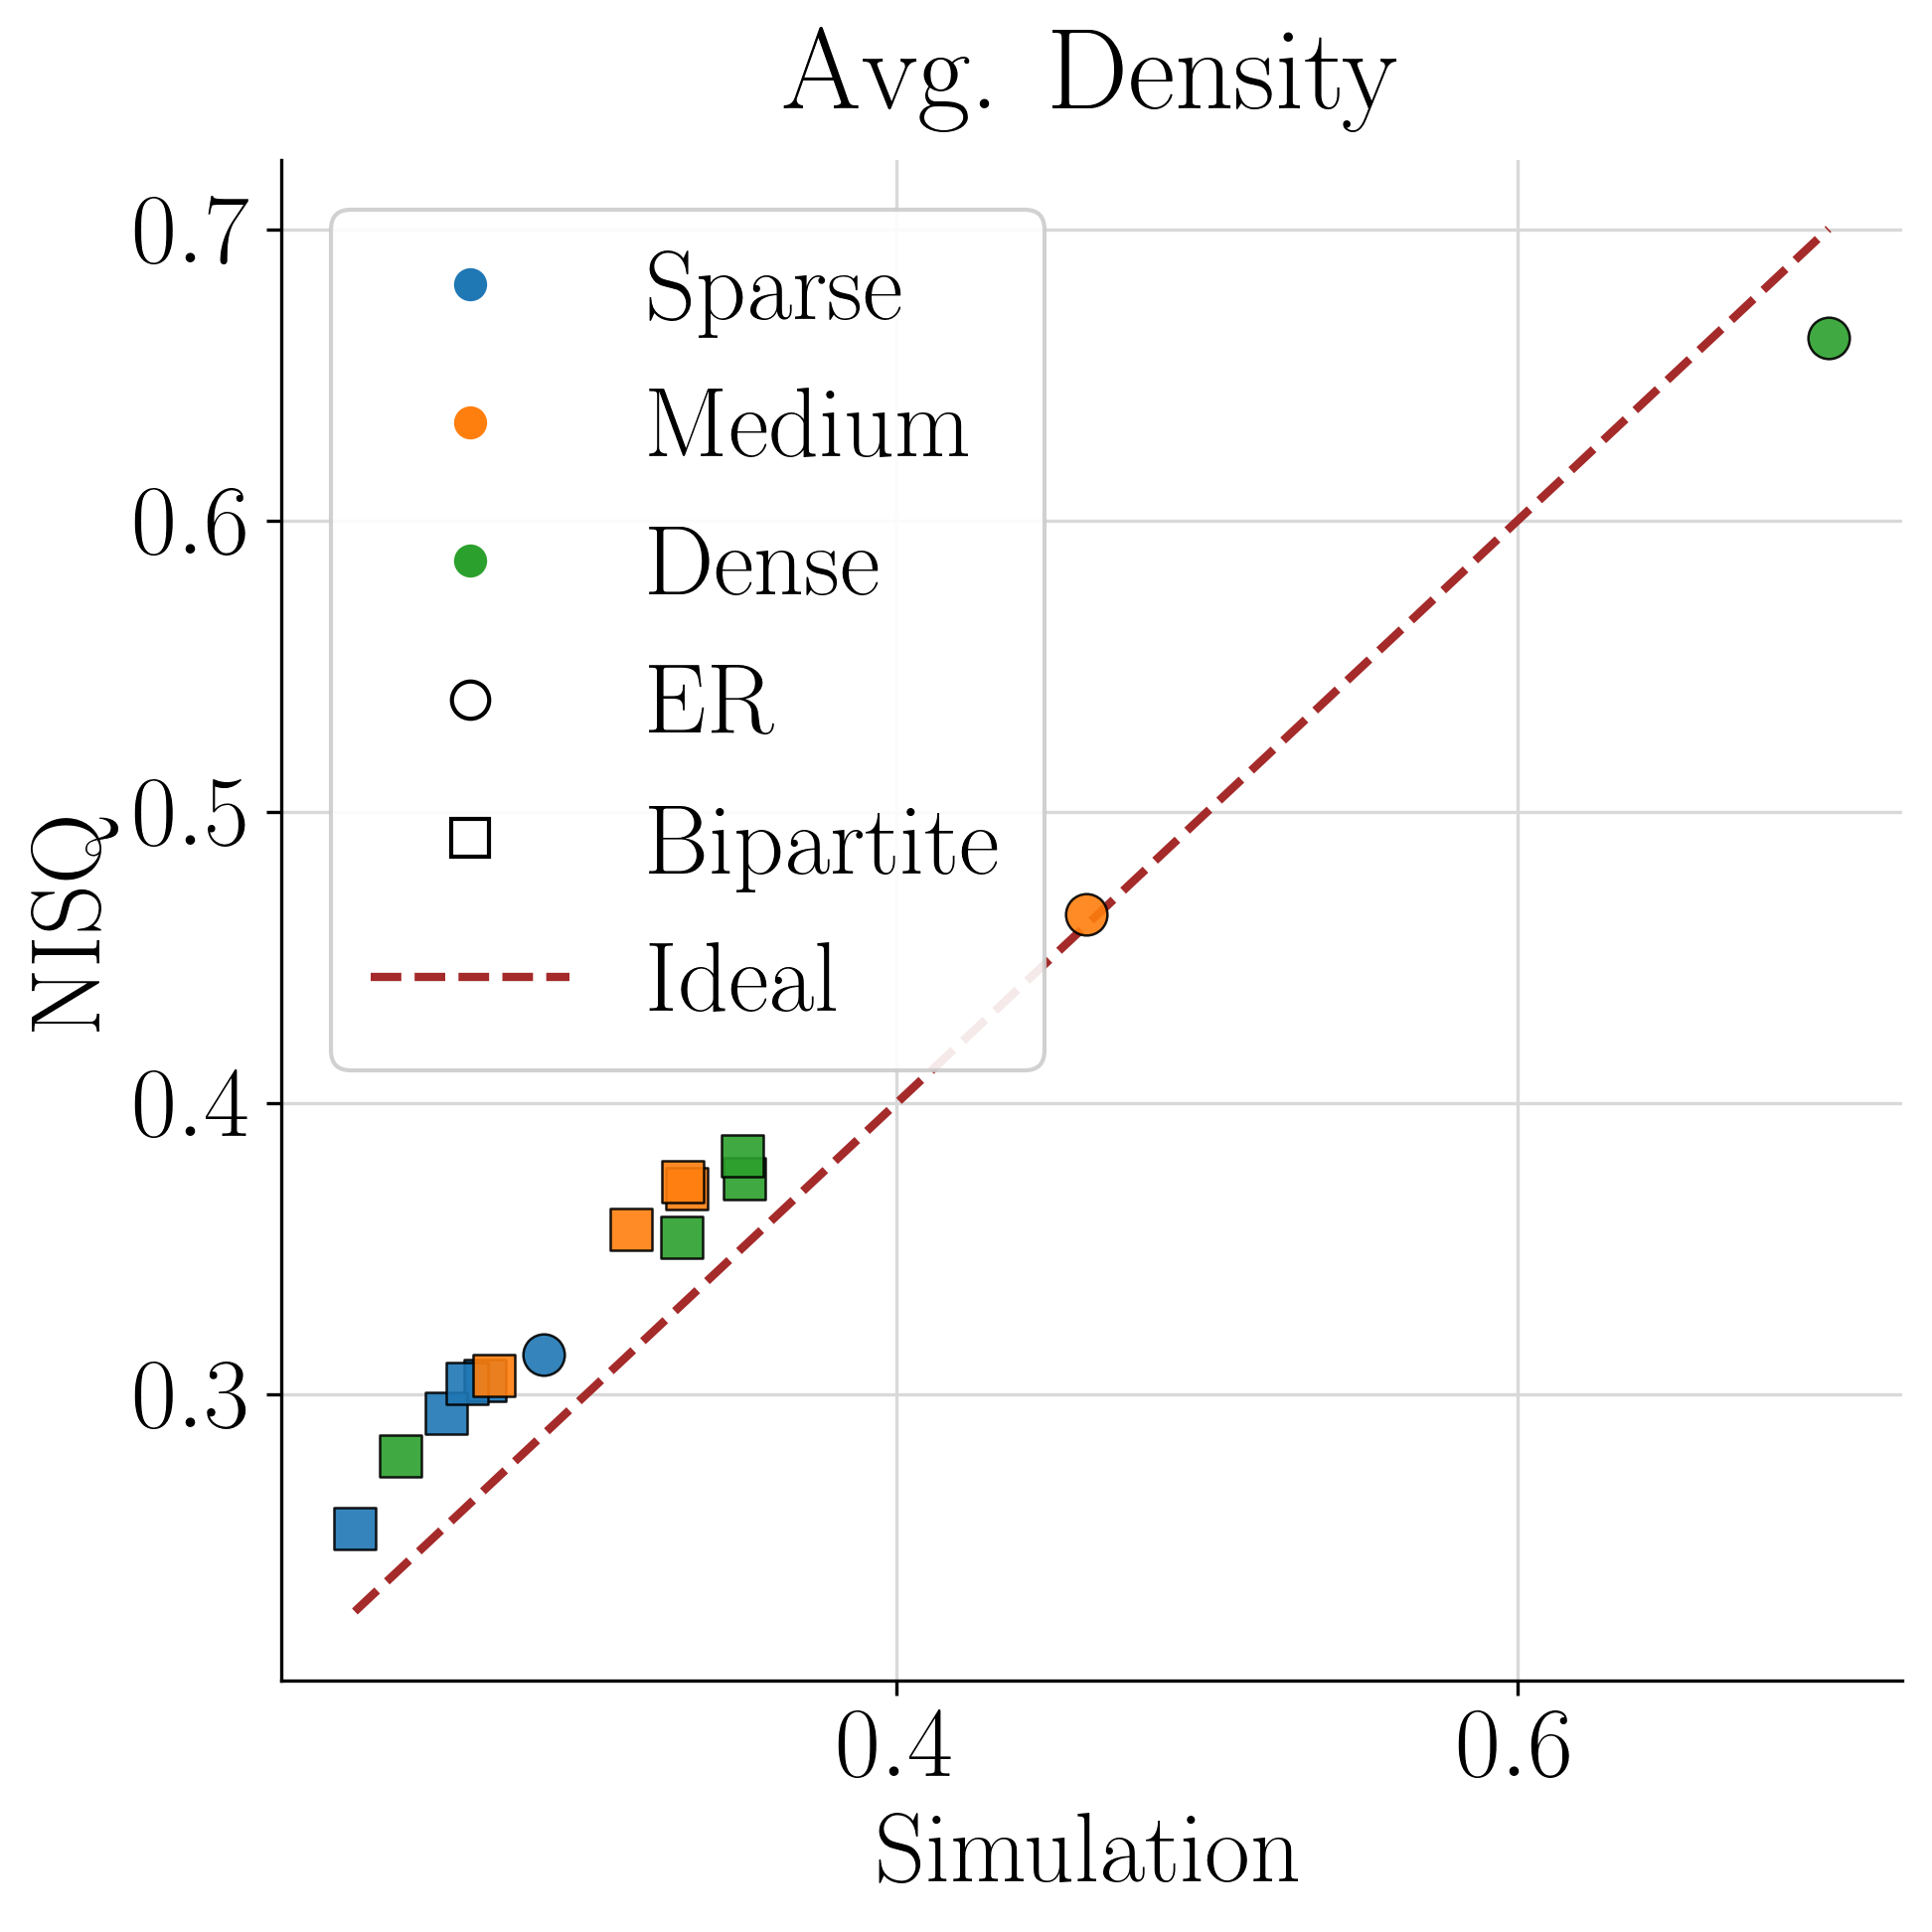 Avg. Density
0.7
0.6
0.5
0.4
0.3
NISQ
Sparse
Medium
Dense
ER
Bipartite
Ideal
0.4
0.6
Simulation